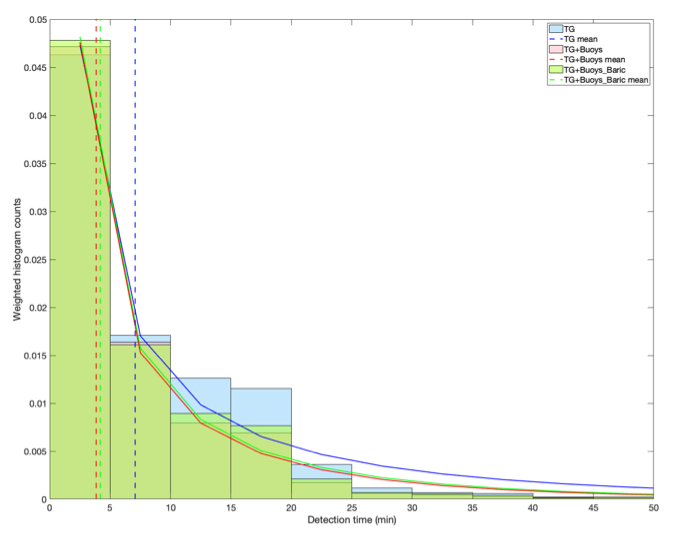 0.05
0.045
0.04
0.035
0.03
0.025
0.02
0.015
0.01
0.005
0
Weighted histogram counts
TG
TG mean
TG+Buoys
TG+Buoys mean
TG+Buoys_Baric
TG+Buoys_Baric mean
0 5 10 15 20 25 30 35 40 45 50
Detection time (min)